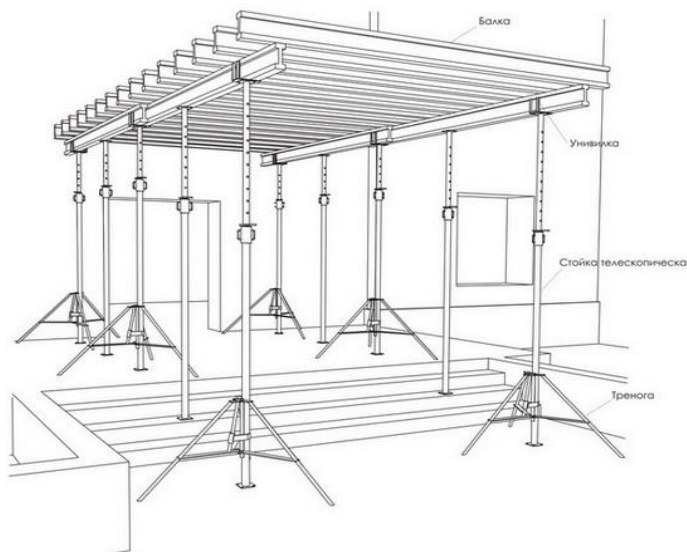 Балка
Унивилка
Стойка телескопическа
Тренога